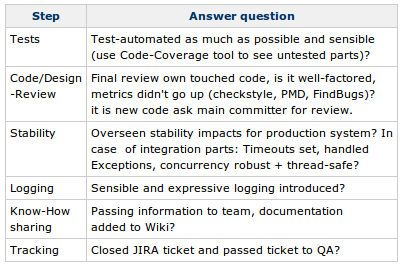 Step Answer question
Tests Test-automated as much as possible and sensible
(use Code-Coverage tool to see untested parts)?
Code/Design Final review own touched code, is it well-factored,
-Review metrics didn't go up (checkstyle, PMD, FindBugs)?
it is new code ask main committer for review.
Stability Overseen stability impacts for production system? In
case of integration parts: Timeouts set, handled
Exceptions, concurrency robust + thread-safe?
Logging Sensible and expressive logging introduced?
Know-How Passing information to team, documentation
sharing added to Wiki?
Tracking Closed JIRA ticket and passed ticket to QA?